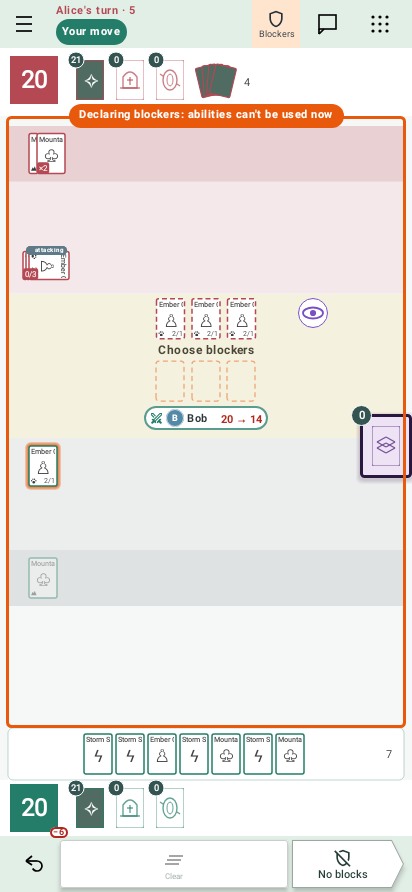 Alice's turn · 5
Your move
Blockers
20
21
0
0
4
Declaring blockers: abilities can't be used now
M
Mounta
×2
attacking
0/3
Ember (
Ember (
Ember (
Ember (
2/1
2/1
2/1
Choose blockers
B
Bob
20 → 14
0
Ember (
2/1
Mounta
Storm S
Storm S
Ember (
Storm S
Mounta
Storm S
Mounta
7
20
21
0
0
-6
Clear
No blocks